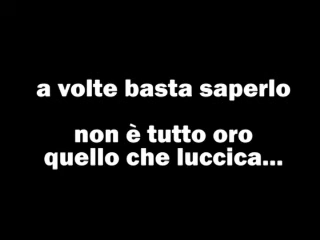 a volte basta saperlo
non è tutto oro
quello che luccica...